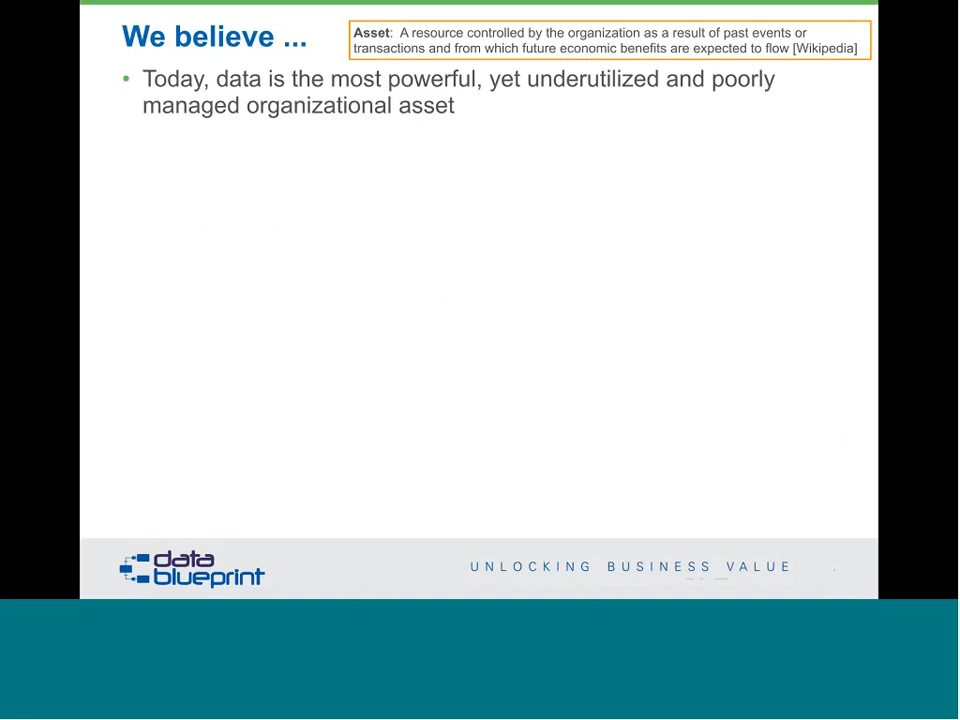 We believe ...
Asset:  A resource controlled by the organization as a result of past events or
transactions and from which future economic benefits are expected to flow [Wikipedia]
• Today, data is the most powerful, yet underutilized and poorly
managed organizational asset
data
blueprint
UNLOCKING BUSINESS VALUE